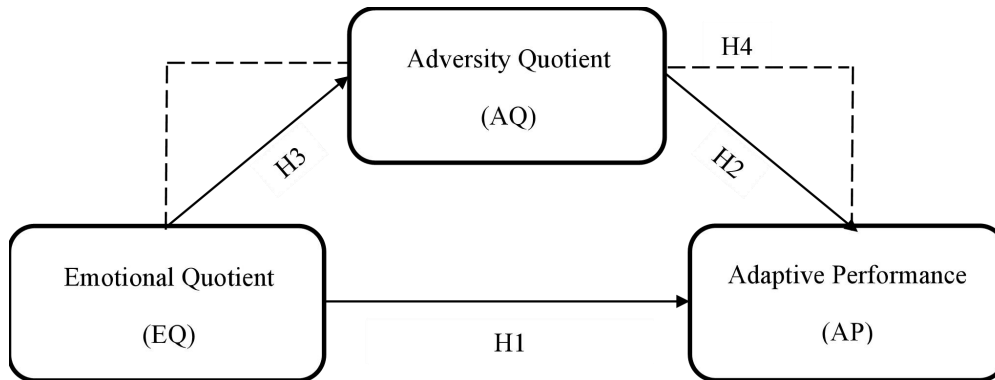 Adversity Quotient
(AQ)
H4
H3
H2
Emotional Quotient
(EQ)
Adaptive Performance
(AP)
H1